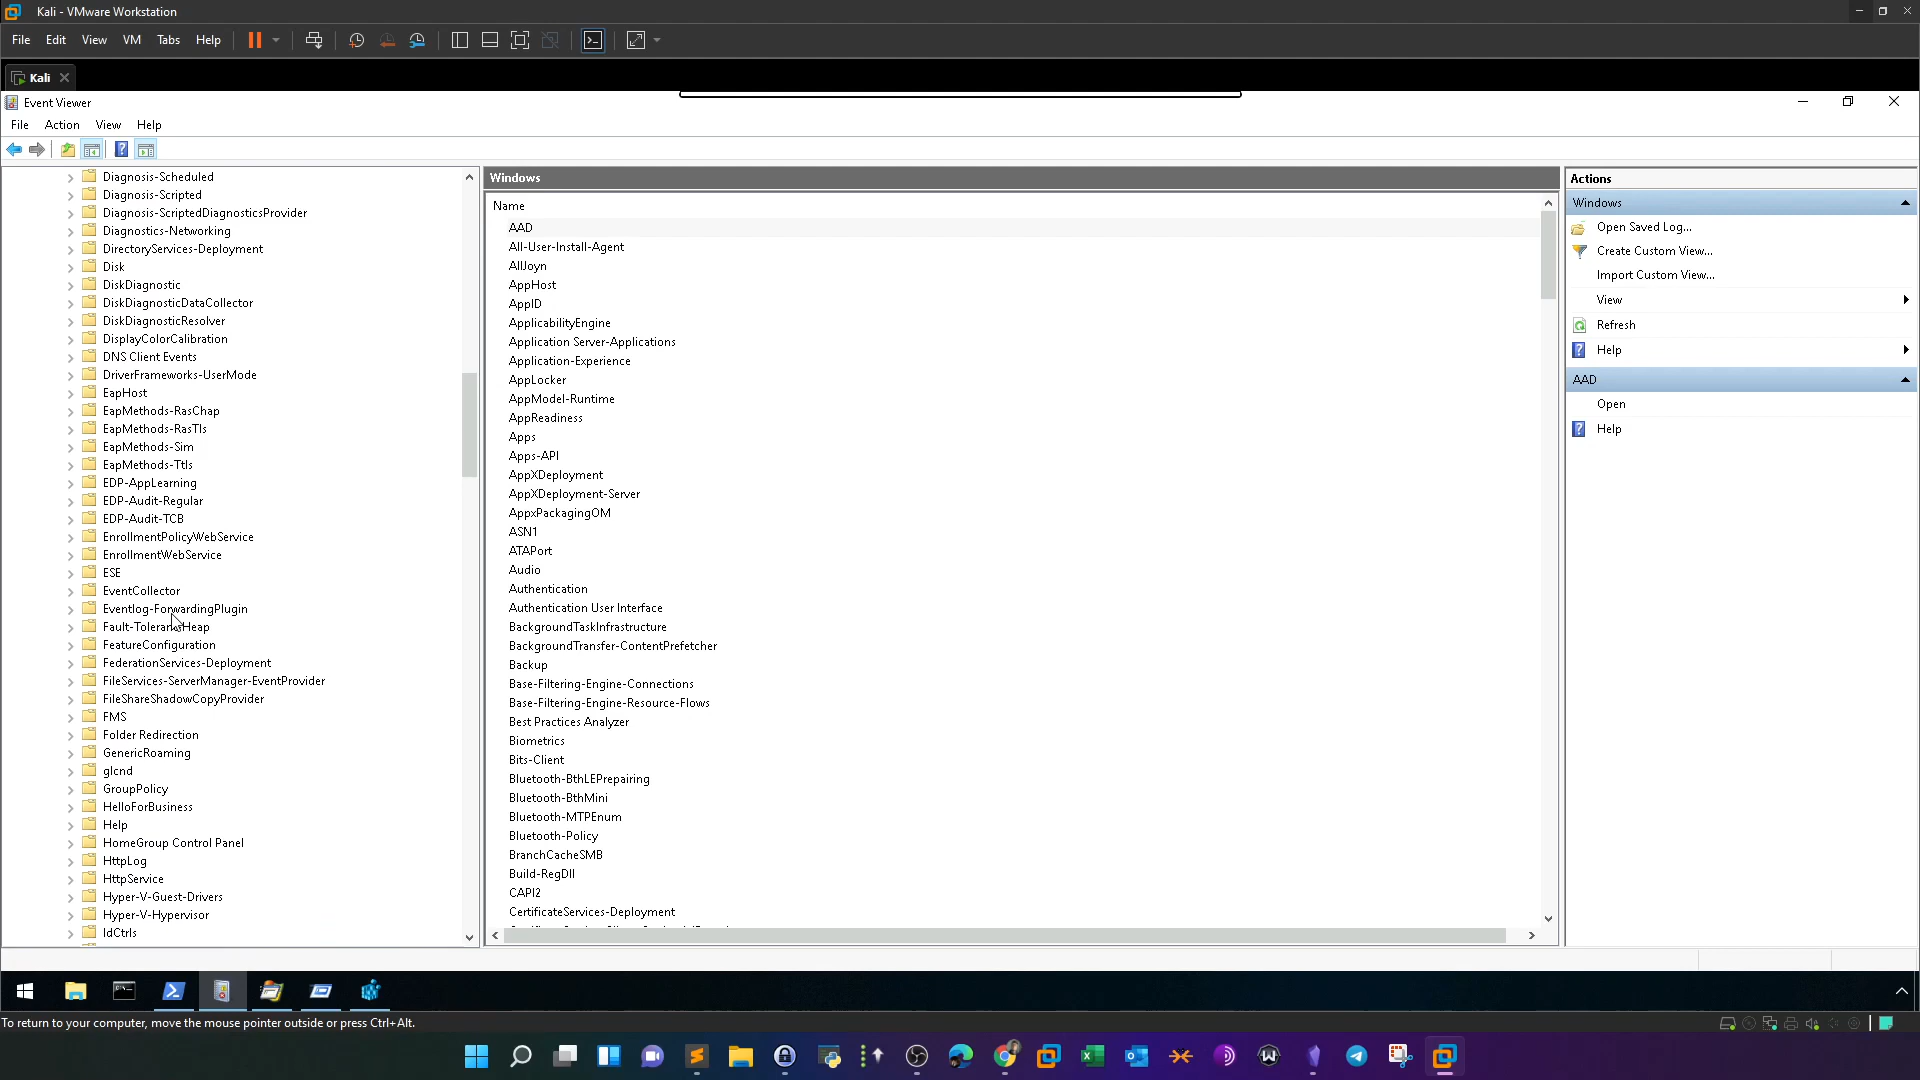 Kali - VMware Workstation
File Edit View VM Tabs Help
Kali
Event Viewer
File Action View Help
Diagnosis-Scheduled
Diagnosis-Scripted
Diagnosis-ScriptedDiagnosticsProvider
Diagnostics-Networking
DirectoryServices-Deployment
Disk
DiskDiagnostic
DiskDiagnosticDataCollector
DiskDiagnosticResolver
DisplayColorCalibration
DNS Client Events
DriverFrameworks-UserMode
EapHost
EapMethods-RasChap
EapMethods-RasTls
EapMethods-Sim
EapMethods-Ttls
EDP-AppLearning
EDP-Audit-Regular
EDP-Audit-TCB
EnrollmentPolicyWebService
EnrollmentWebService
ESE
EventCollector
Eventlog-ForwardingPlugin
Fault-Tolerant-Heap
FeatureConfiguration
FederationServices-Deployment
FileServices-ServerManager-EventProvider
FileShareShadowCopyProvider
FMS
Folder Redirection
GenericRoaming
glcnd
GroupPolicy
HelloForBusiness
Help
HomeGroup Control Panel
HttpLog
HttpService
Hyper-V-Guest-Drivers
Hyper-V-Hypervisor
IdCtrls
Windows
Name
AAD
All-User-Install-Agent
AllJoyn
AppHost
AppID
ApplicabilityEngine
Application Server-Applications
Application-Experience
AppLocker
AppModel-Runtime
AppReadiness
Apps
Apps-API
AppXDeployment
AppXDeployment-Server
AppxPackagingOM
ASN1
ATAPort
Audio
Authentication
Authentication User Interface
BackgroundTaskInfrastructure
BackgroundTransfer-ContentPrefetcher
Backup
Base-Filtering-Engine-Connections
Base-Filtering-Engine-Resource-Flows
Best Practices Analyzer
Biometrics
Bits-Client
Bluetooth-BthLEPrepairing
Bluetooth-BthMini
Bluetooth-MTPEnum
Bluetooth-Policy
BranchCacheSMB
Build-RegDll
CAPI2
CertificateServices-Deployment
Actions
Windows
Open Saved Log...
Create Custom View...
Import Custom View...
View
Refresh
Help
AAD
Open
Help
To return to your computer, move the mouse pointer outside or press Ctrl+Alt.